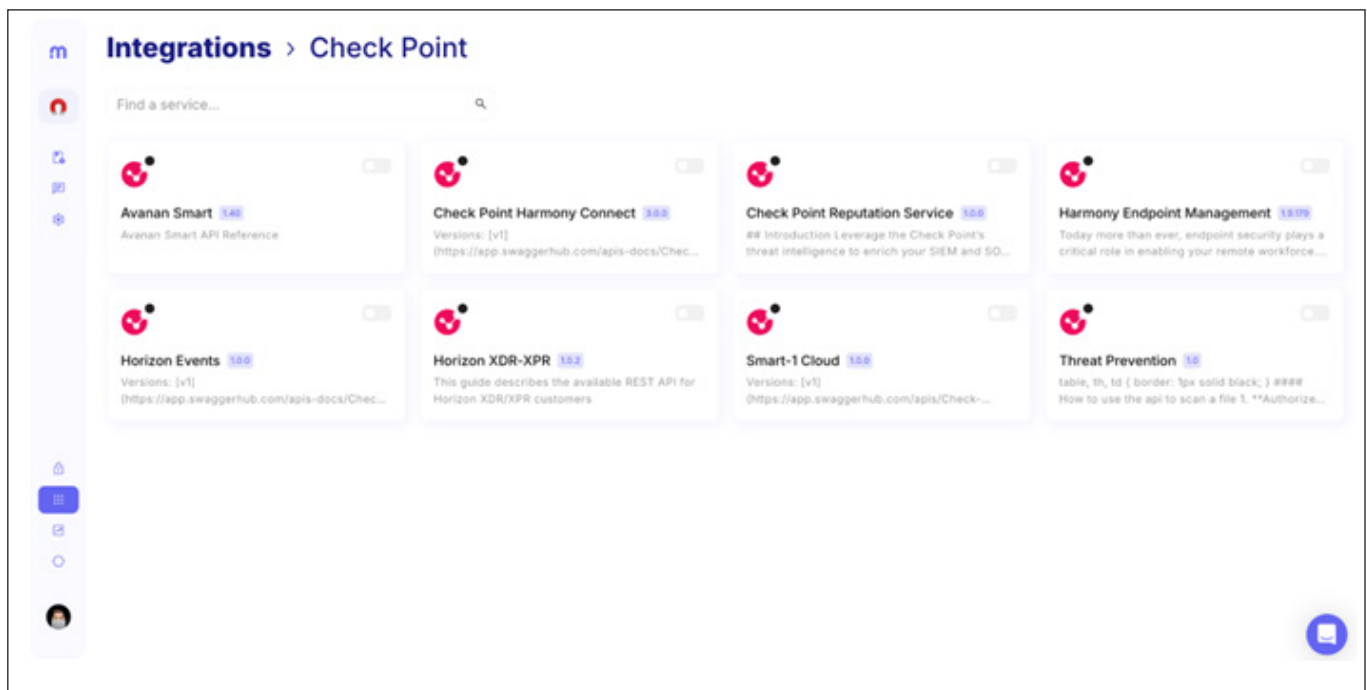 m
Integrations > Check Point
Find a service...
Avanan Smart 1.40
Avanan Smart API Reference
Check Point Harmony Connect 3.0.0
Versions: [v1]
(https://app.swaggerhub.com/apis-docs/Chec...
Check Point Reputation Service 1.0.0
## Introduction Leverage the Check Point's
threat intelligence to enrich your SIEM and SO...
Harmony Endpoint Management 1.9.179
Today more than ever, endpoint security plays a
critical role in enabling your remote workforce....
Horizon Events 1.0.0
Versions: [v1]
(https://app.swaggerhub.com/apis-docs/Chec...
Horizon XDR-XPR 1.0.2
This guide describes the available REST API for
Horizon XDR/XPR customers
Smart-1 Cloud 1.0.0
Versions: [v1]
(https://app.swaggerhub.com/apis/Check-...
Threat Prevention 1.0
table, th, td { border: 1px solid black; } ####
How to use the api to scan a file 1. **Authorize...